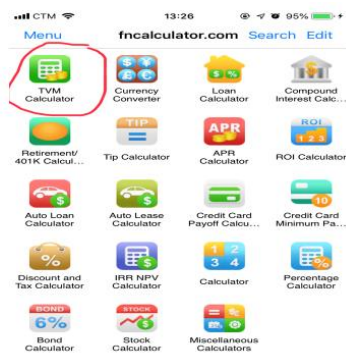 CTM 13:26 95%
Menu fncalculator.com Search Edit
TVM
Calculator
Currency
Converter
$ %
Loan
Calculator
Compound
Interest Calc...
Retirement/
401K Calcul...
TIP
Tip Calculator
APR
APR
Calculator
ROI
1 2 3
ROI Calculator
$
Auto Loan
Calculator
$
Auto Lease
Calculator
Credit Card
Payoff Calcu...
10
Credit Card
Minimum Pa...
%
Discount and
Tax Calculator
$
IRR NPV
Calculator
1 2
3 4
Calculator
%
Percentage
Calculator
BOND
6%
Bond
Calculator
STOCK
$
Stock
Calculator
Miscellaneous
Calculators